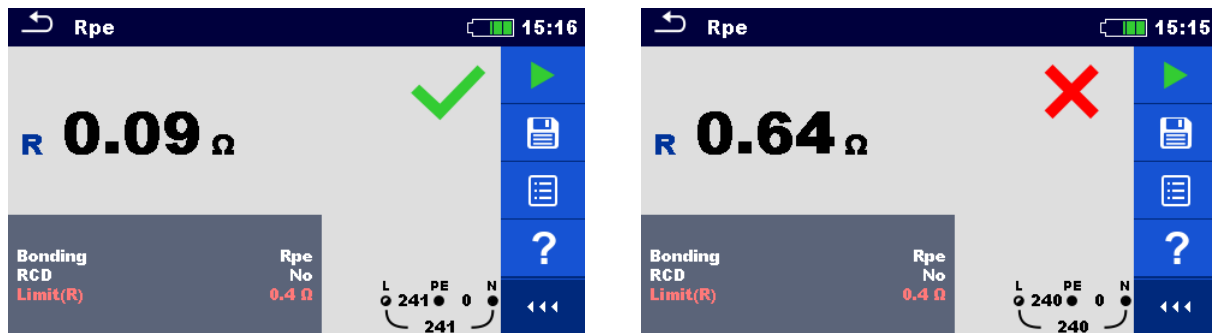 Rpe 15:16
R 0.09 Ω
Bonding Rpe
RCD No
Limit(R) 0.4 Ω
L PE N
241 0
241
?
Rpe 15:15
R 0.64 Ω
Bonding Rpe
RCD No
Limit(R) 0.4 Ω
L PE N
240 0
240
?